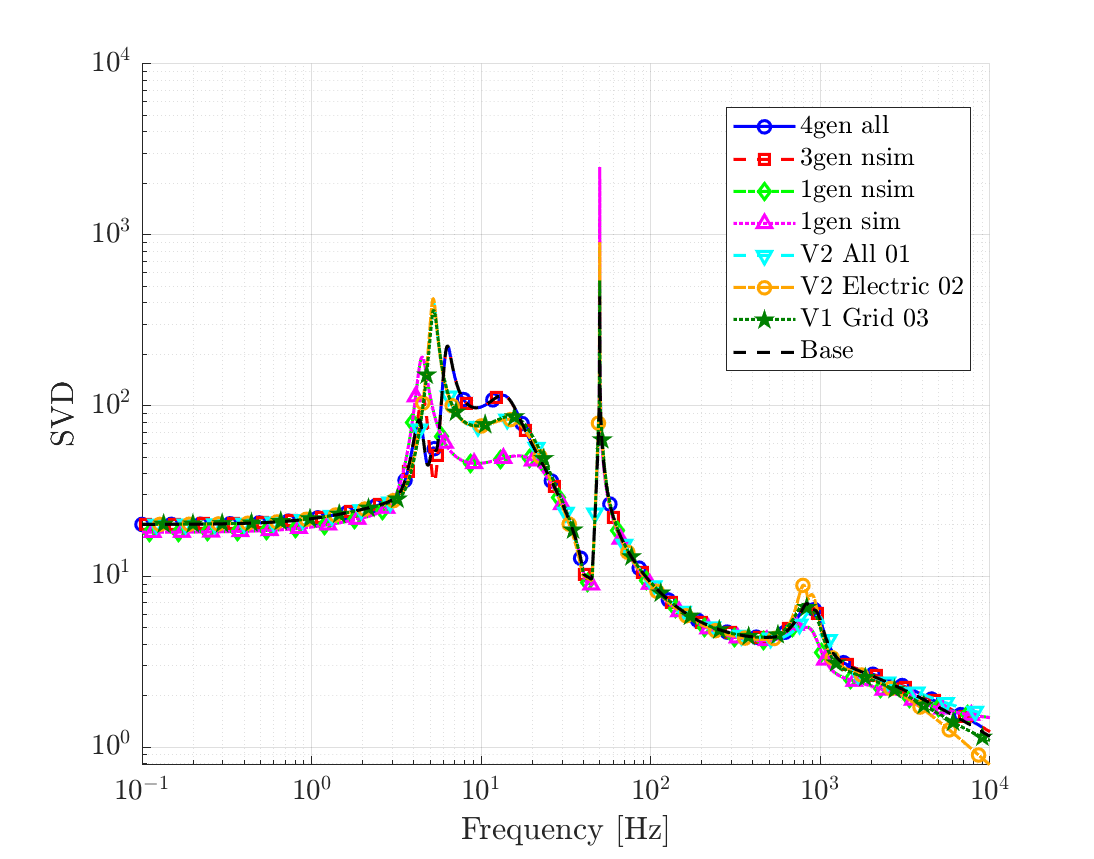 10^4
10^3
10^2
10^1
10^0
SVD
10^-1
10^0
10^1
10^2
10^3
10^4
Frequency [Hz]
4gen all
3gen nsim
1gen nsim
1gen sim
V2 All 01
V2 Electric 02
V1 Grid 03
Base